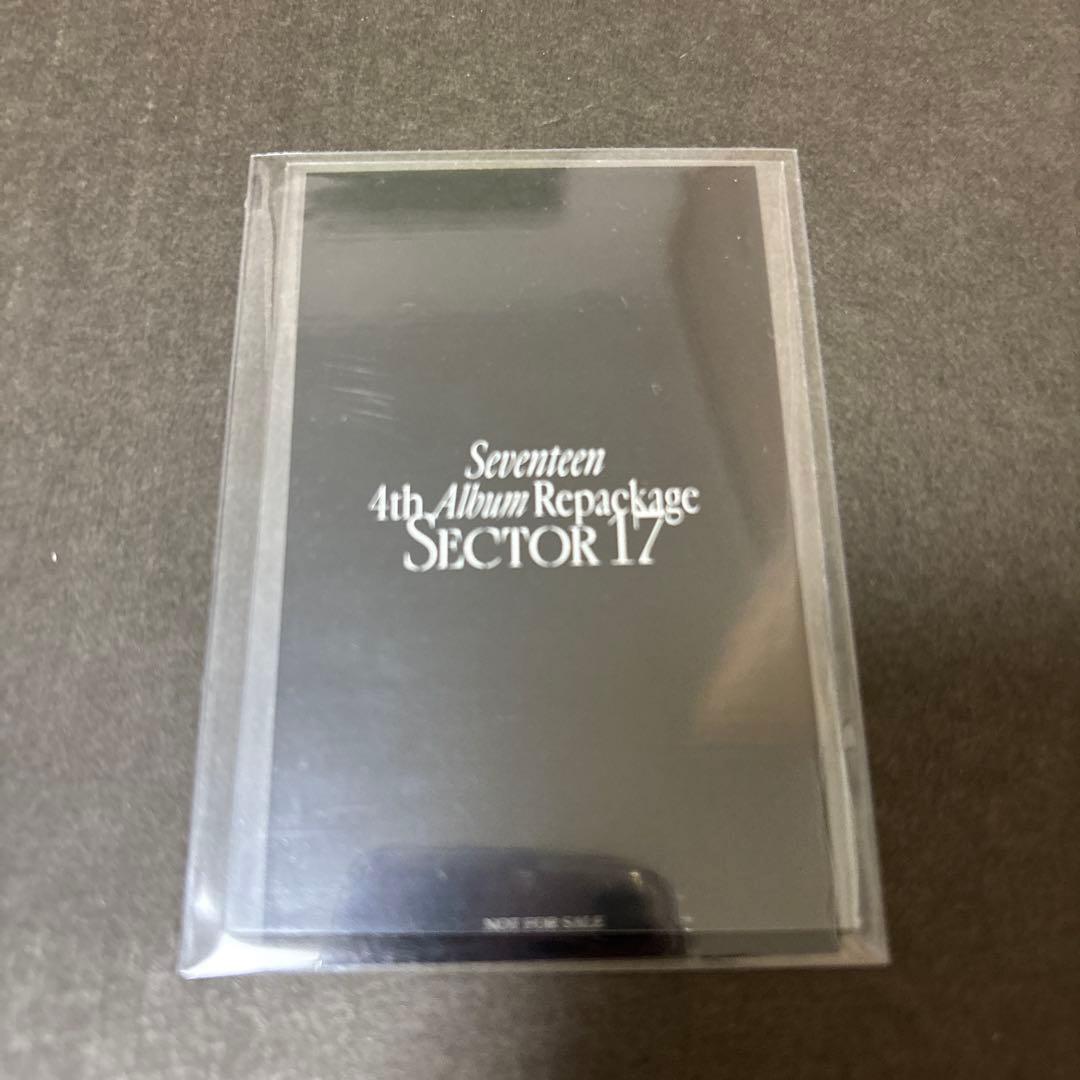 Seventeen
4th Album Repackage
SECTOR 17
NOT FOR SALE